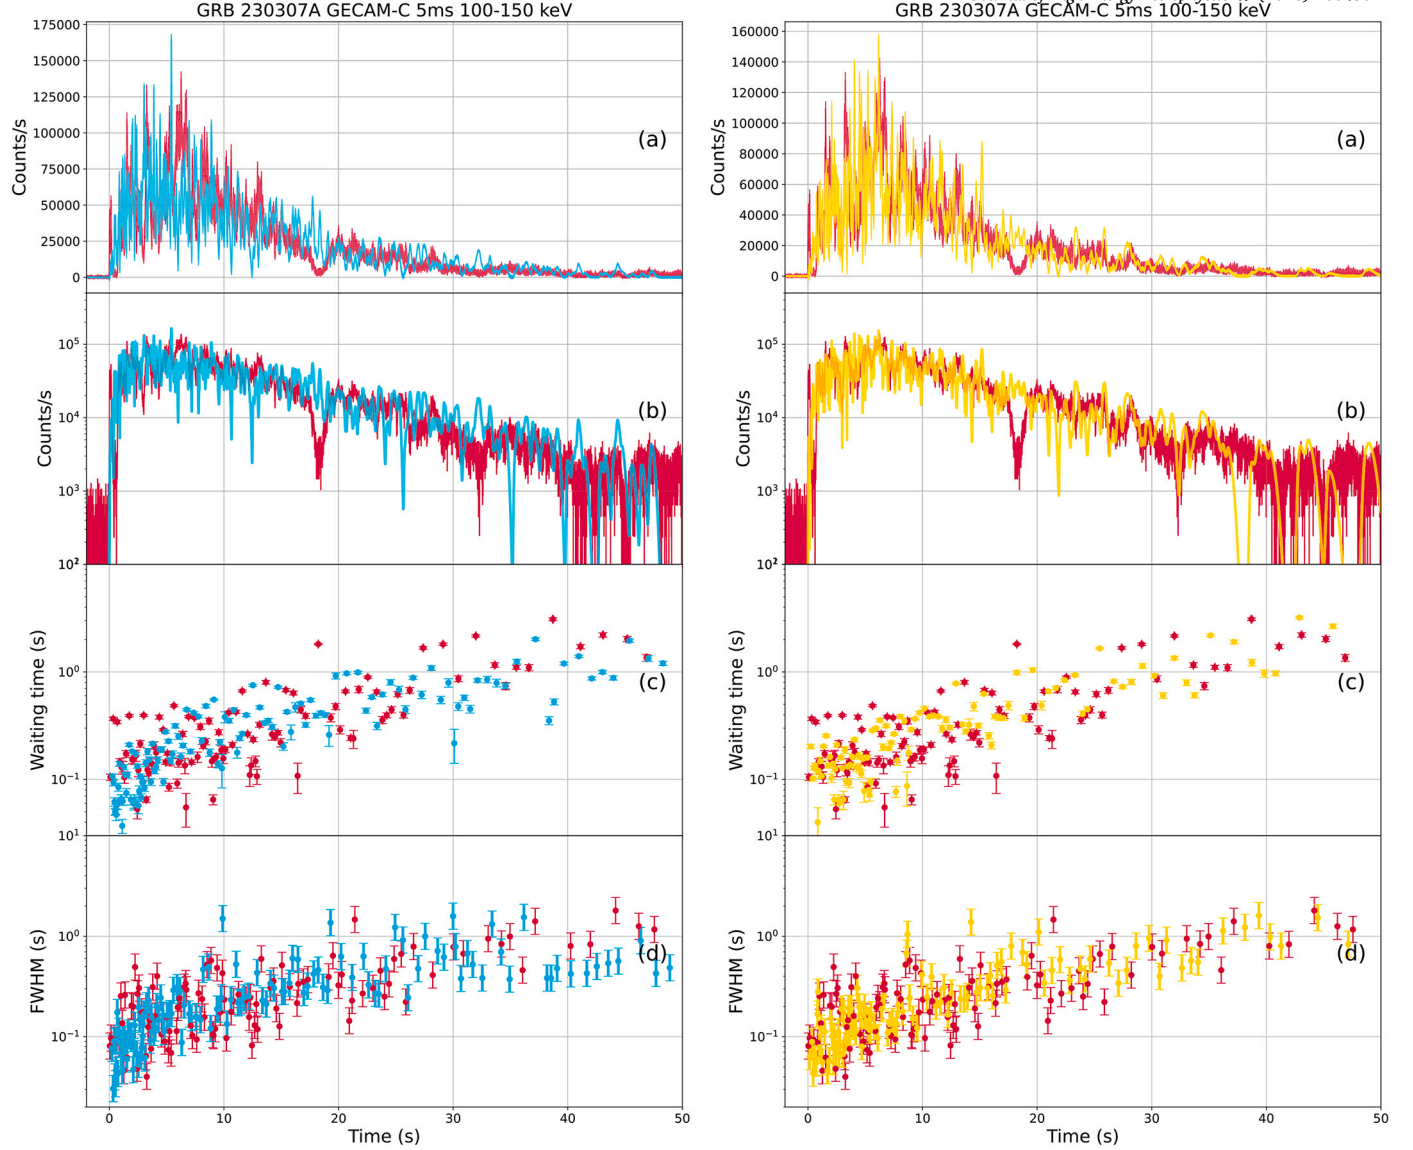 GRB 230307A GECAM-C 5ms 100-150 keV
175000
150000
125000
100000
75000
50000
25000
0
Counts/s
(a)
10⁵
10⁴
10³
10²
Counts/s
(b)
10²
10⁰
10⁻¹
Waiting time (s)
(c)
10¹
10⁰
10⁻¹
FWHM (s)
(d)
0 10 20 30 40 50
Time (s)
GRB 230307A GECAM-C 5ms 100-150 keV
160000
140000
120000
100000
80000
60000
40000
20000
0
Counts/s
(a)
10⁵
10⁴
10³
10²
Counts/s
(b)
10²
10⁰
10⁻¹
Waiting time (s)
(c)
10¹
10⁰
10⁻¹
FWHM (s)
(d)
0 10 20 30 40 50
Time (s)